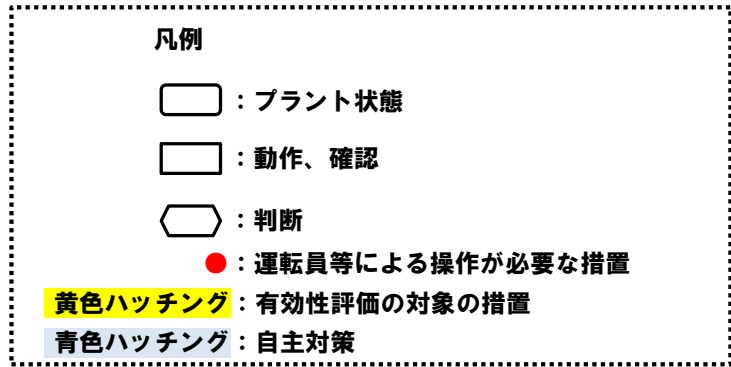 凡例
：プラント状態
：動作、確認
：判断
：運転員等による操作が必要な措置
黄色ハッチング：有効性評価の対象の措置
青色ハッチング：自主対策